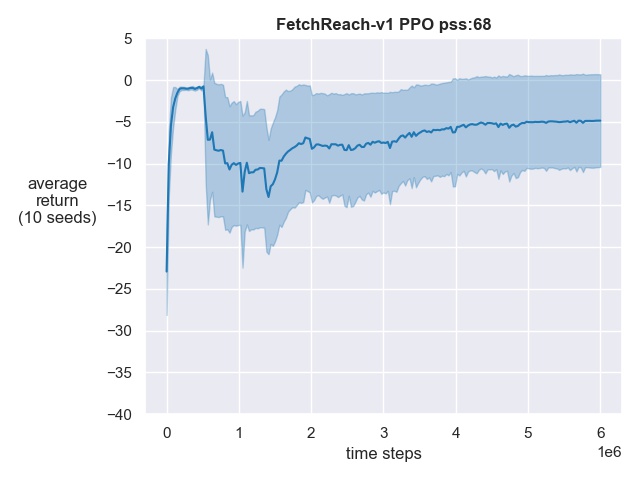 FetchReach-v1 PPO pss:68
5
0
−5
−10
−15
−20
−25
−30
−35
−40
average
return
(10 seeds)
0 1 2 3 4 5 6
time steps
1e6